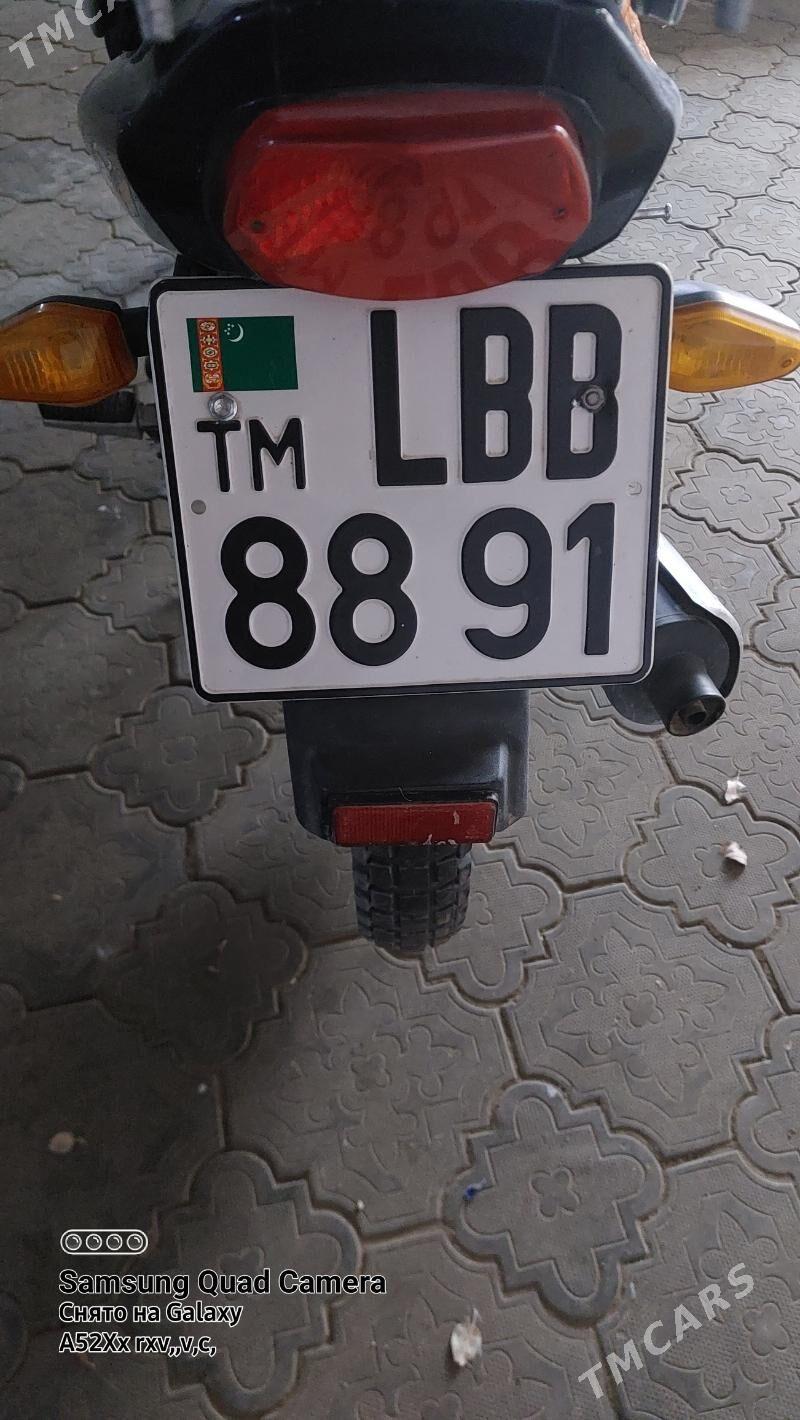 TMCARS
TM LBB
88 91
Samsung Quad Camera
Снято на Galaxy
A52Xx rxv,,v,c,
TMCARS